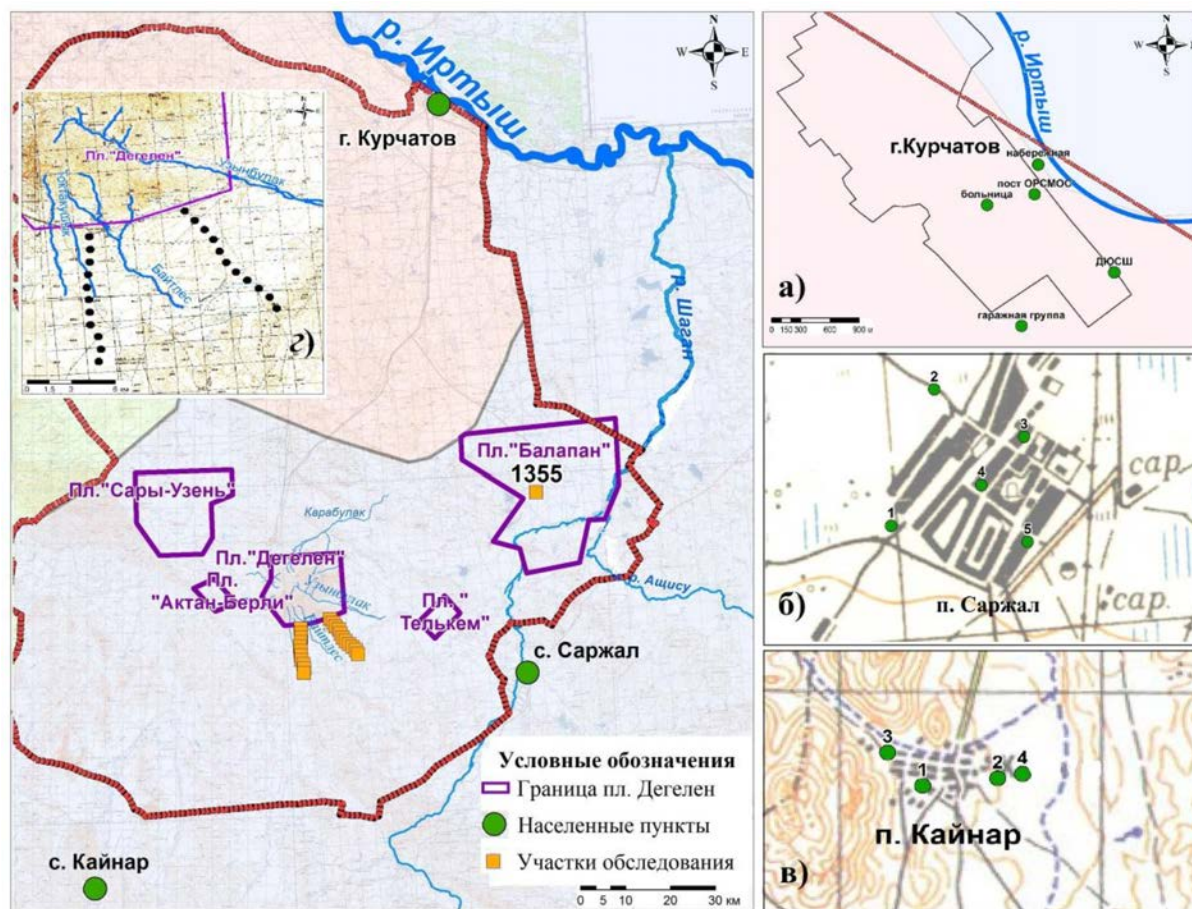 N
W E
S
р. Иртыш
г. Курчатов
Пл."Дегелен"
Узынбулак
Байтлес
г)
0 1,5 3 6 км
р. Шаган
Пл."Балапан"
1355
Пл."Сары-Узень"
Карабулак
Пл."Дегелен"
Узынбулак
Пл.
"Актан-Берли"
Байтлес
Пл. "
Телькем"
р. Ащису
с. Саржал
с. Кайнар
Условные обозначения
Граница пл. Дегелен
Населенные пункты
Участки обследования
0 5 10 20 30 км
N
W E
S
р. Иртыш
г.Курчатов
набережная
пост ОРСМОС
больница
ДЮСШ
гаражная группа
а)
0 150 300 600 900 м
2
3
сар.
4
1
5
б)
п. Саржал
сар.
3
1
2
4
п. Кайнар
в)